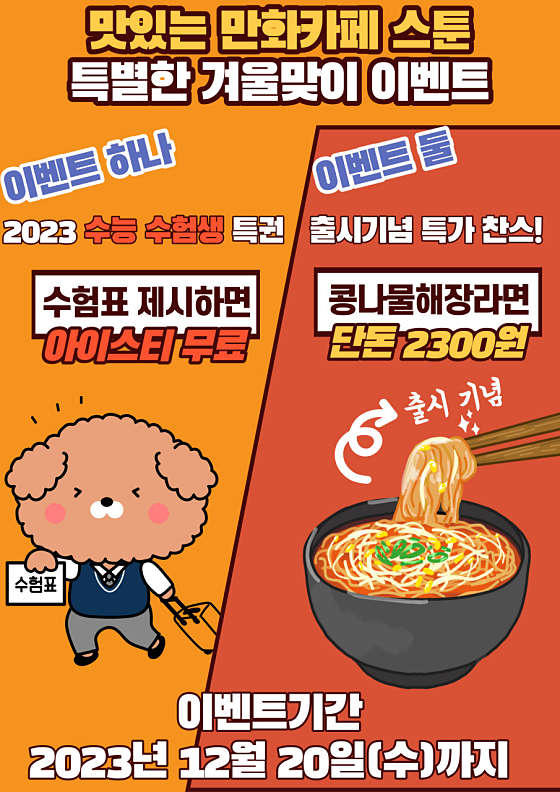 맛있는 만화카페 스툰
특별한 겨울맞이 이벤트
이벤트 하나
2023 수능 수험생 특권
수험표 제시하면
아이스티 무료
수험표
이벤트 둘
출시기념 특가 찬스!
콩나물해장라면
단돈 2300원
출시 기념
이벤트기간
2023년 12월 20일(수)까지